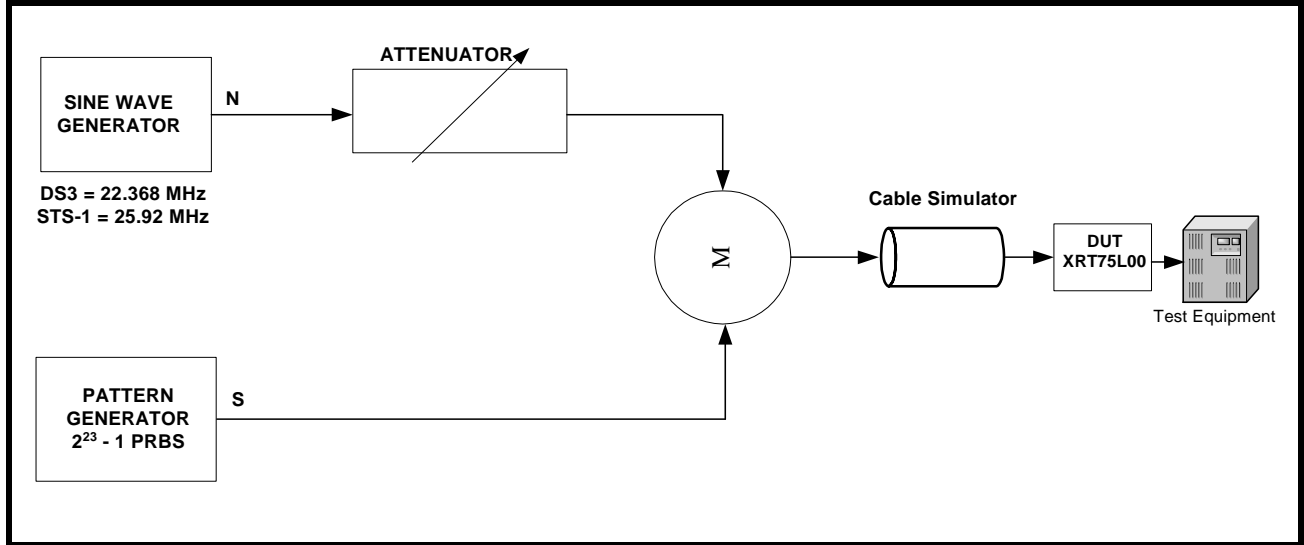 ATTENUATOR
SINE WAVE
GENERATOR
N
DS3 = 22.368 MHz
STS-1 = 25.92 MHz
M
Cable Simulator
DUT
XRT75L00
Test Equipment
PATTERN
GENERATOR
2²³ - 1 PRBS
S